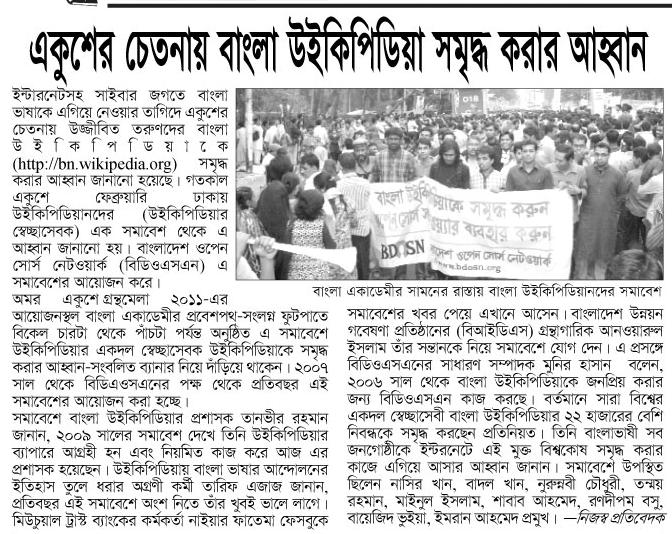 একুশের চেতনায় বাংলা উইকিপিডিয়া সমৃদ্ধ করার আহ্বান
ইন্টারনেটসহ সাইবার জগতে বাংলা
ভাষাকে এগিয়ে নেওয়ার তাগিদে একুশের
চেতনায় উজ্জীবিত তরুণদের বাংলা
উইকিপিডিয়াকে
(http://bn.wikipedia.org) সমৃদ্ধ
করার আহ্বান জানানো হয়েছে। গতকাল
একুশে ফেব্রুয়ারি ঢাকায়
উইকিপিডিয়ানদের (উইকিপিডিয়ার
স্বেচ্ছাসেবক) এক সমাবেশ থেকে এ
আহ্বান জানানো হয়। বাংলাদেশ ওপেন
সোর্স নেটওয়ার্ক (বিডিওএসএন) এ
সমাবেশের আয়োজন করে।
অমর একুশে গ্রন্থমেলা ২০১১-এর
আয়োজনস্থল বাংলা একাডেমীর প্রবেশপথ-সংলগ্ন ফুটপাতে
বিকেল চারটা থেকে পাঁচটা পর্যন্ত অনুষ্ঠিত এ সমাবেশে
উইকিপিডিয়ার একদল স্বেচ্ছাসেবক উইকিপিডিয়াকে সমৃদ্ধ
করার আহ্বান-সংবলিত ব্যানার নিয়ে দাঁড়িয়ে থাকেন। ২০০৭
সাল থেকে বিডিএওসএনের পক্ষ থেকে প্রতিবছর এই
সমাবেশের আয়োজন করা হচ্ছে।
সমাবেশে বাংলা উইকিপিডিয়ার প্রশাসক তানভীর রহমান
জানান, ২০০৯ সালের সমাবেশ দেখে তিনি উইকিপিডিয়ার
ব্যাপারে আগ্রহী হন এবং নিয়মিত কাজ করে আজ এর
প্রশাসক হয়েছেন। উইকিপিডিয়ায় বাংলা ভাষার আন্দোলনের
ইতিহাস তুলে ধরার অগ্রণী কর্মী তারিফ এজাজ জানান,
প্রতিবছর এই সমাবেশে অংশ নিতে তাঁর খুবই ভালো লাগে।
মিউচুয়াল ট্রাস্ট ব্যাংকের কর্মকর্তা নাইয়ার ফাতেমা ফেসবুকে
বাংলা উইকিপিডিয়াকে সমৃদ্ধ করুন
ওপেন সোর্স সফটওয়্যার ব্যবহার করুন
BDOSN বাংলাদেশ ওপেন সোর্স নেটওয়ার্ক
www.bdosn.org
বাংলা একাডেমীর সামনের রাস্তায় বাংলা উইকিপিডিয়ানদের সমাবেশ
সমাবেশের খবর পেয়ে এখানে আসেন। বাংলাদেশ উন্নয়ন
গবেষণা প্রতিষ্ঠানের (বিআইডিএস) গ্রন্থাগারিক আনওয়ারুল
ইসলাম তাঁর সন্তানকে নিয়ে সমাবেশে যোগ দেন। এ প্রসঙ্গে
বিডিওএসএনের সাধারণ সম্পাদক মুনির হাসান বলেন,
২০০৬ সাল থেকে বাংলা উইকিপিডিয়াকে জনপ্রিয় করার
জন্য বিডিওএসএন কাজ করছে। বর্তমানে সারা বিশ্বের
একদল স্বেচ্ছাসেবী বাংলা উইকিপিডিয়ার ২২ হাজারের বেশি
নিবন্ধকে সমৃদ্ধ করছেন প্রতিনিয়ত। তিনি বাংলাভাষী সব
জনগোষ্ঠীকে ইন্টারনেটে এই মুক্ত বিশ্বকোষ সমৃদ্ধ করার
কাজে এগিয়ে আসার আহ্বান জানান। সমাবেশে উপস্থিত
ছিলেন নাসির খান, বাদল খান, নুরুন্নবী চৌধুরী, তন্ময়
রহমান, মাইনুল ইসলাম, শাবাব আহমেদ, রণদীপম বসু,
বায়েজিদ ভুইয়া, ইমরান আহমেদ প্রমুখ। —নিজস্ব প্রতিবেদক